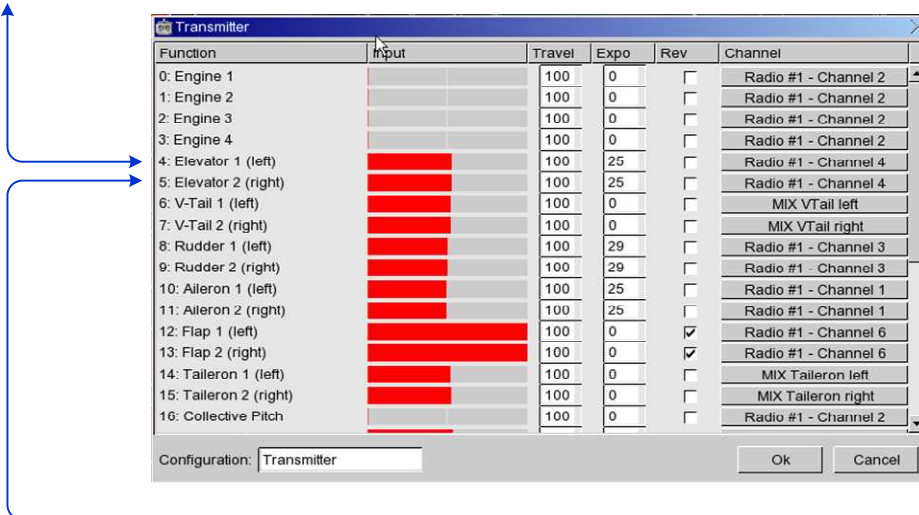 Transmitter
Function Input Travel Expo Rev Channel
0: Engine 1 100 0 Radio #1 - Channel 2
1: Engine 2 100 0 Radio #1 - Channel 2
2: Engine 3 100 0 Radio #1 - Channel 2
3: Engine 4 100 0 Radio #1 - Channel 2
4: Elevator 1 (left) 100 25 Radio #1 - Channel 4
5: Elevator 2 (right) 100 25 Radio #1 - Channel 4
6: V-Tail 1 (left) 100 0 MIX VTail left
7: V-Tail 2 (right) 100 0 MIX VTail right
8: Rudder 1 (left) 100 29 Radio #1 - Channel 3
9: Rudder 2 (right) 100 29 Radio #1 - Channel 3
10: Aileron 1 (left) 100 25 Radio #1 - Channel 1
11: Aileron 2 (right) 100 25 Radio #1 - Channel 1
12: Flap 1 (left) 100 0 Radio #1 - Channel 6
13: Flap 2 (right) 100 0 Radio #1 - Channel 6
14: Taileron 1 (left) 100 0 MIX Taileron left
15: Taileron 2 (right) 100 0 MIX Taileron right
16: Collective Pitch 100 0 Radio #1 - Channel 2
Configuration: Transmitter Ok Cancel